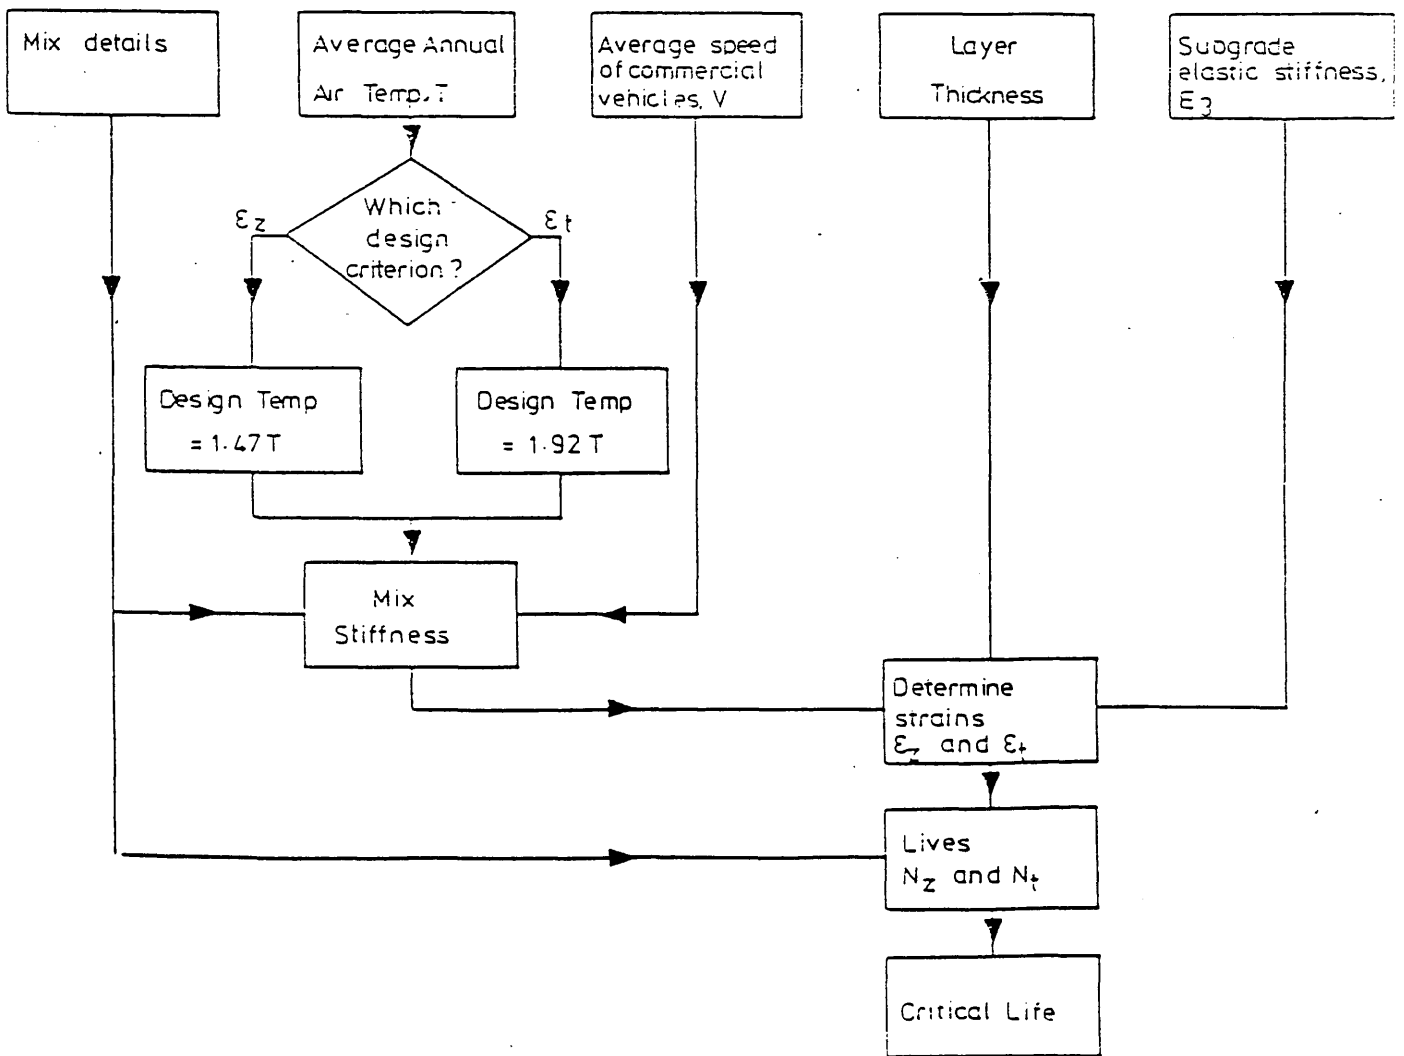 Mix details
Average Annual
Air Temp. T
Average speed
of commercial
vehicles, V
Layer
Thickness
Subgrade
elastic stiffness,
E3
εz
Which
design
criterion?
εt
Design Temp
= 1.47 T
Design Temp
= 1.92 T
Mix
Stiffness
Determine
strains
εz and εt
Lives
Nz and Nt
Critical Life